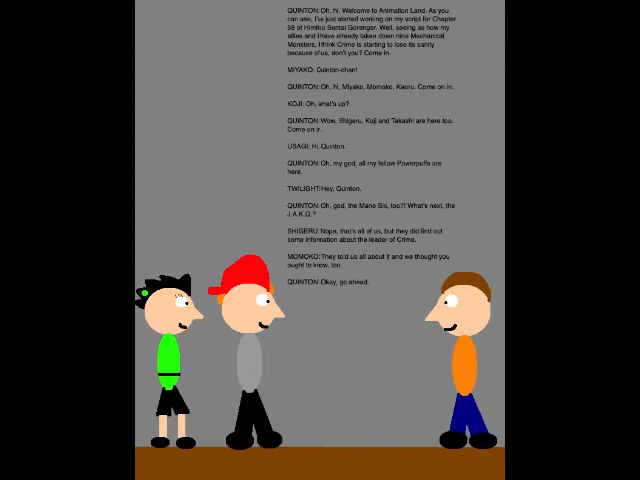 QUINTON: Oh, hi. Welcome to Animation Land. As you
can see, I've just started working on my script for Chapter
59 of Himitsu Sentai Gorenger. Well, seeing as how my
allies and I have already taken down nine Mechanical
Monsters, I think Crime is starting to lose its sanity
because of us, don't you? Come in.
MIYAKO: Quinton-chan!
QUINTON: Oh, hi, Miyako, Momoko, Kaoru. Come on in.
KOJI: Oh, what's up?
QUINTON: Wow, Shigeru, Koji and Takashi are here too.
Come on in.
USAGI: Hi, Quinton.
QUINTON: Oh, my god, all my fellow Powerpuffs are
here.
TWILIGHT: Hey, Quinton.
QUINTON: Oh, god, the Mane Six, too?! What's next, the
J.A.K.Q.?
SHIGERU: Nope, that's all of us, but they did find out
some information about the leader of Crime.
MOMOKO: They told us all about it and we thought you
ought to know, too.
QUINTON: Okay, go ahead.